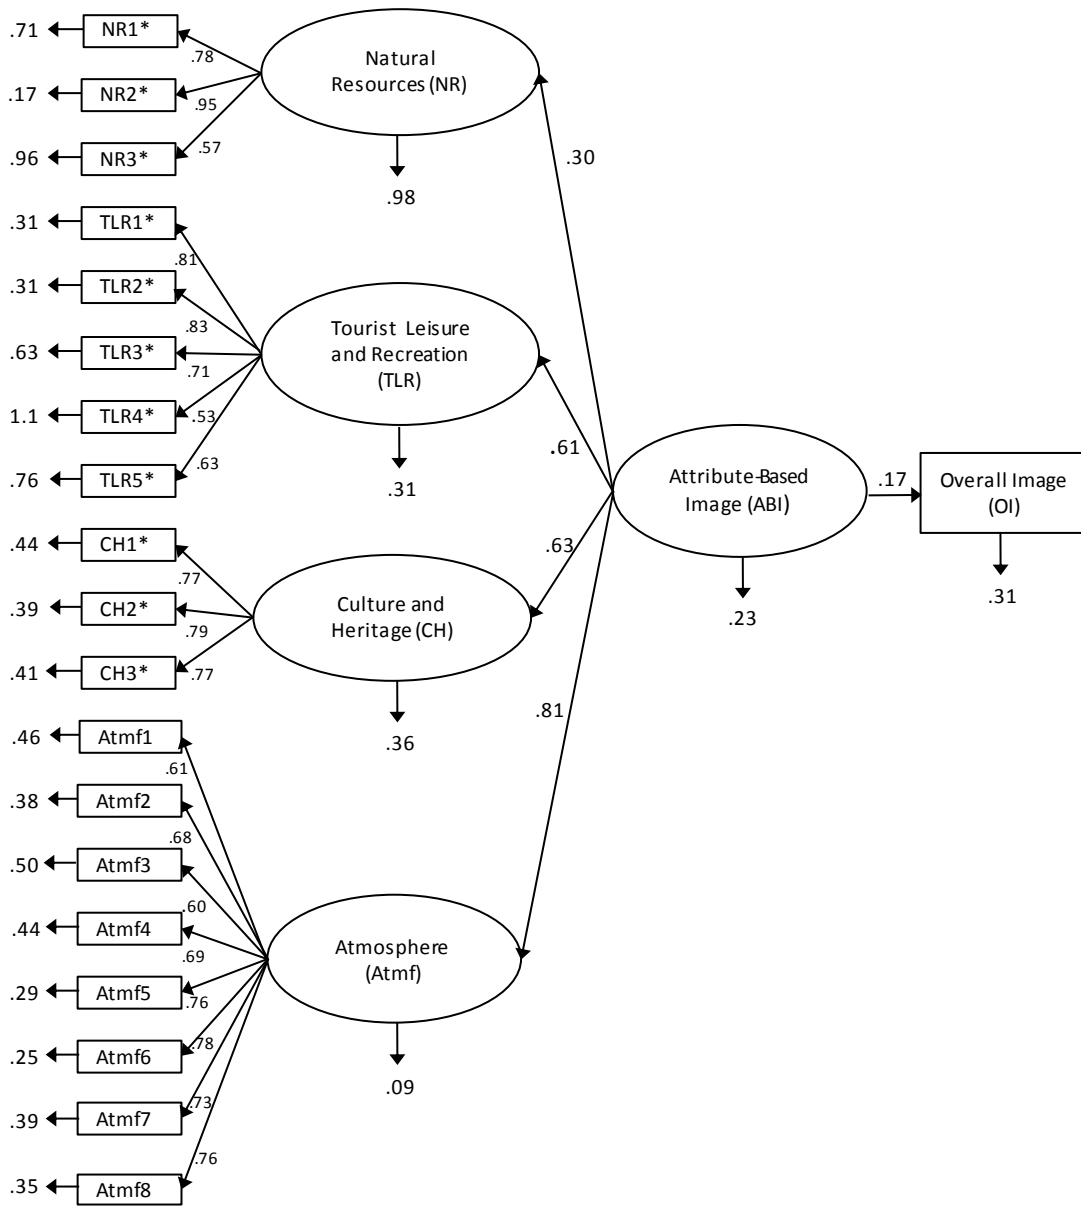 .71
NR1*
.78
.17
NR2*
.95
.96
NR3*
.57
Natural
Resources (NR)
.98
.30
.31
TLR1*
.81
.31
TLR2*
.83
.63
TLR3*
.71
1.1
TLR4*
.53
.76
TLR5*
.63
Tourist Leisure
and Recreation
(TLR)
.31
.61
Attribute-Based
Image (ABI)
.23
.17
Overall Image
(OI)
.31
.44
CH1*
.77
.39
CH2*
.79
.41
CH3*
.77
Culture and
Heritage (CH)
.36
.63
.81
.46
Atmf1
.61
.38
Atmf2
.68
.50
Atmf3
.60
.44
Atmf4
.69
.29
Atmf5
.76
.25
Atmf6
.78
.39
Atmf7
.73
.35
Atmf8
.76
Atmosphere
(Atmf)
.09